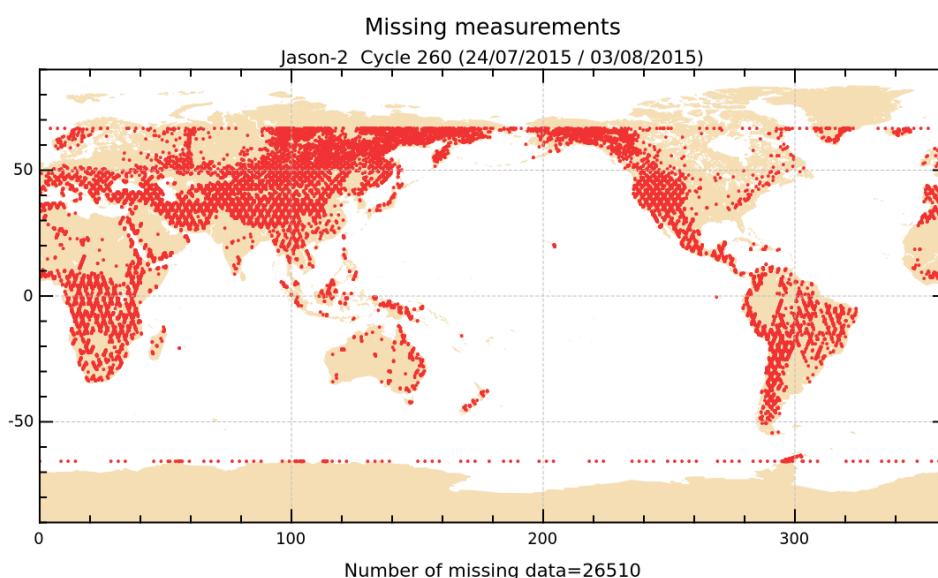 Missing measurements
Jason-2  Cycle 260 (24/07/2015 / 03/08/2015)
50
0
-50
0 100 200 300
Number of missing data=26510